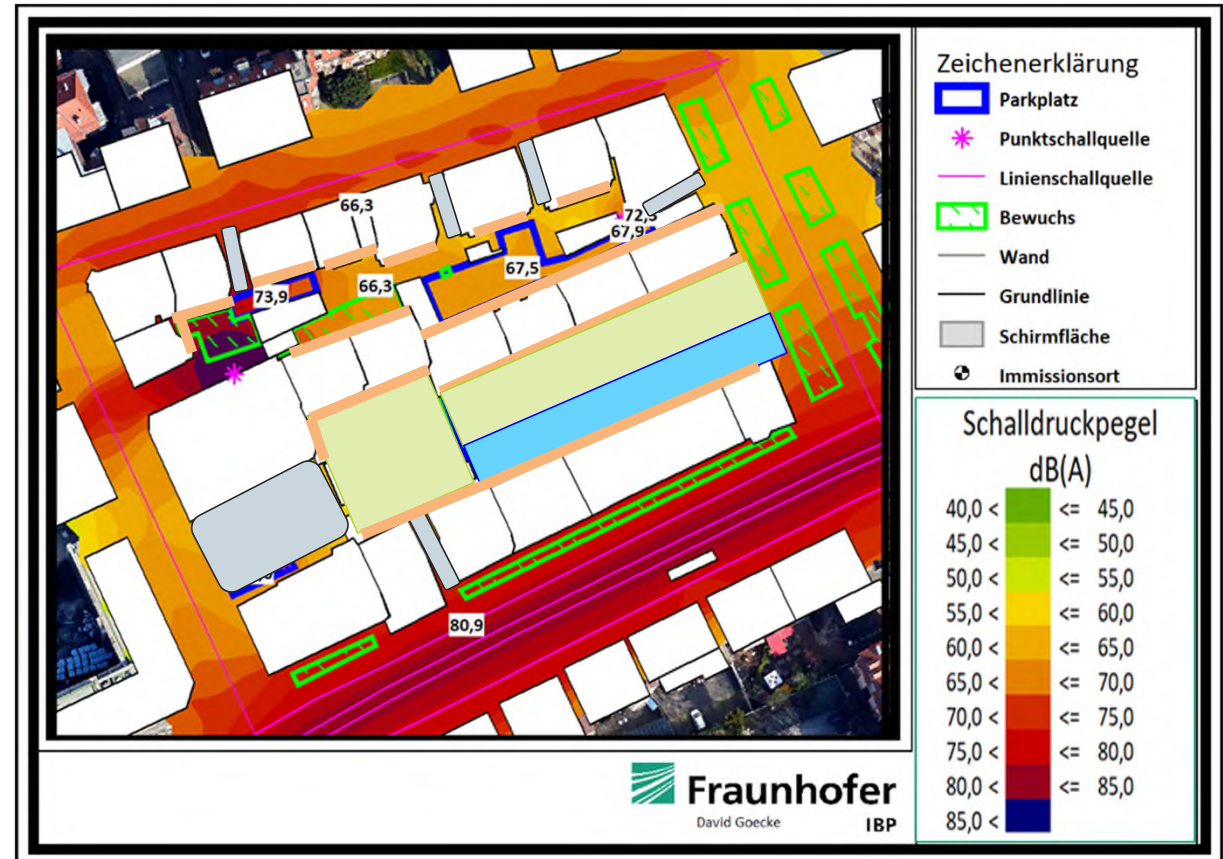 66,3
72,3
67,9
67,5
66,3
73,9
80,9
Zeichenerklärung
Parkplatz
Punktschallquelle
Linienschallquelle
Bewuchs
Wand
Grundlinie
Schirmfläche
Immissionsort
Schalldruckpegel
dB(A)
40,0 < <= 45,0
45,0 < <= 50,0
50,0 < <= 55,0
55,0 < <= 60,0
60,0 < <= 65,0
65,0 < <= 70,0
70,0 < <= 75,0
75,0 < <= 80,0
80,0 < <= 85,0
85,0 <
Fraunhofer
David Goecke IBP